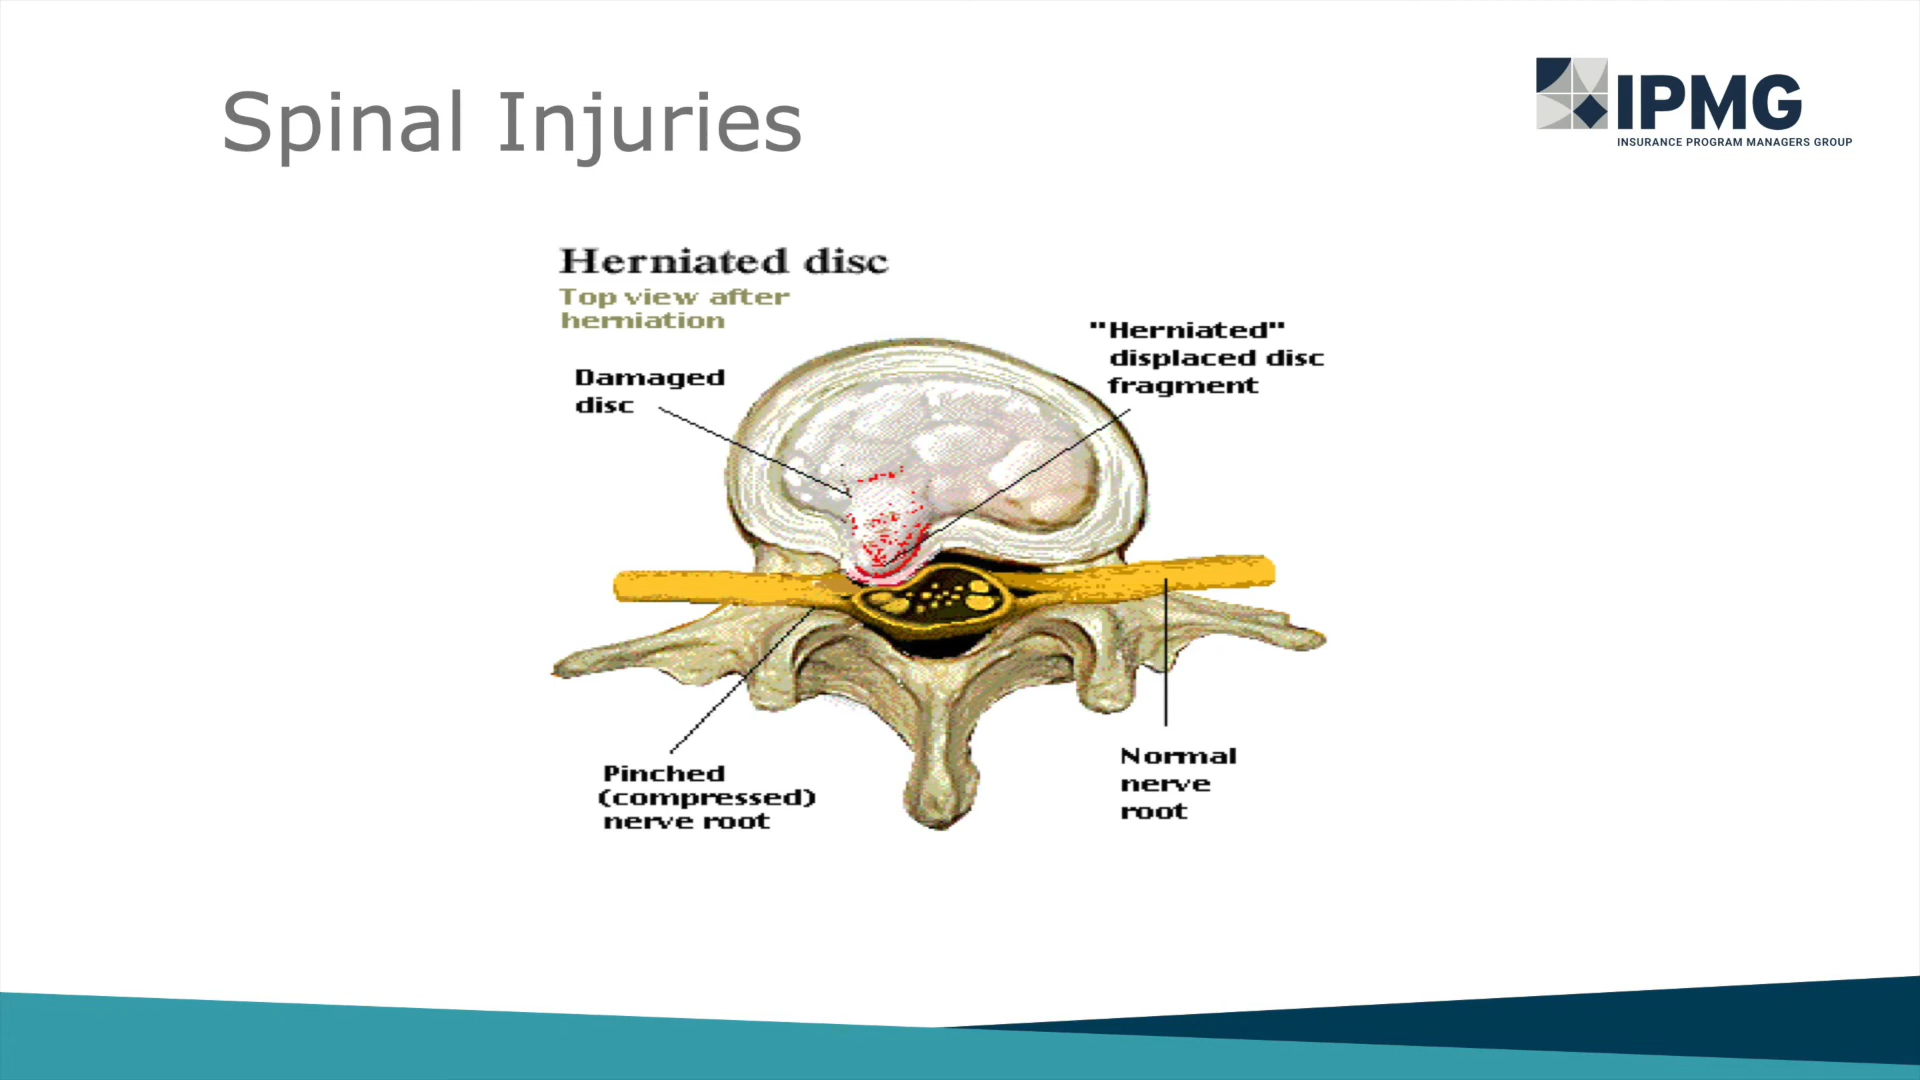 Spinal Injuries
IPMG
INSURANCE PROGRAM MANAGERS GROUP
Herniated disc
Top view after
herniation
"Herniated"
displaced disc
fragment
Damaged
disc
Pinched
(compressed)
nerve root
Normal
nerve
root